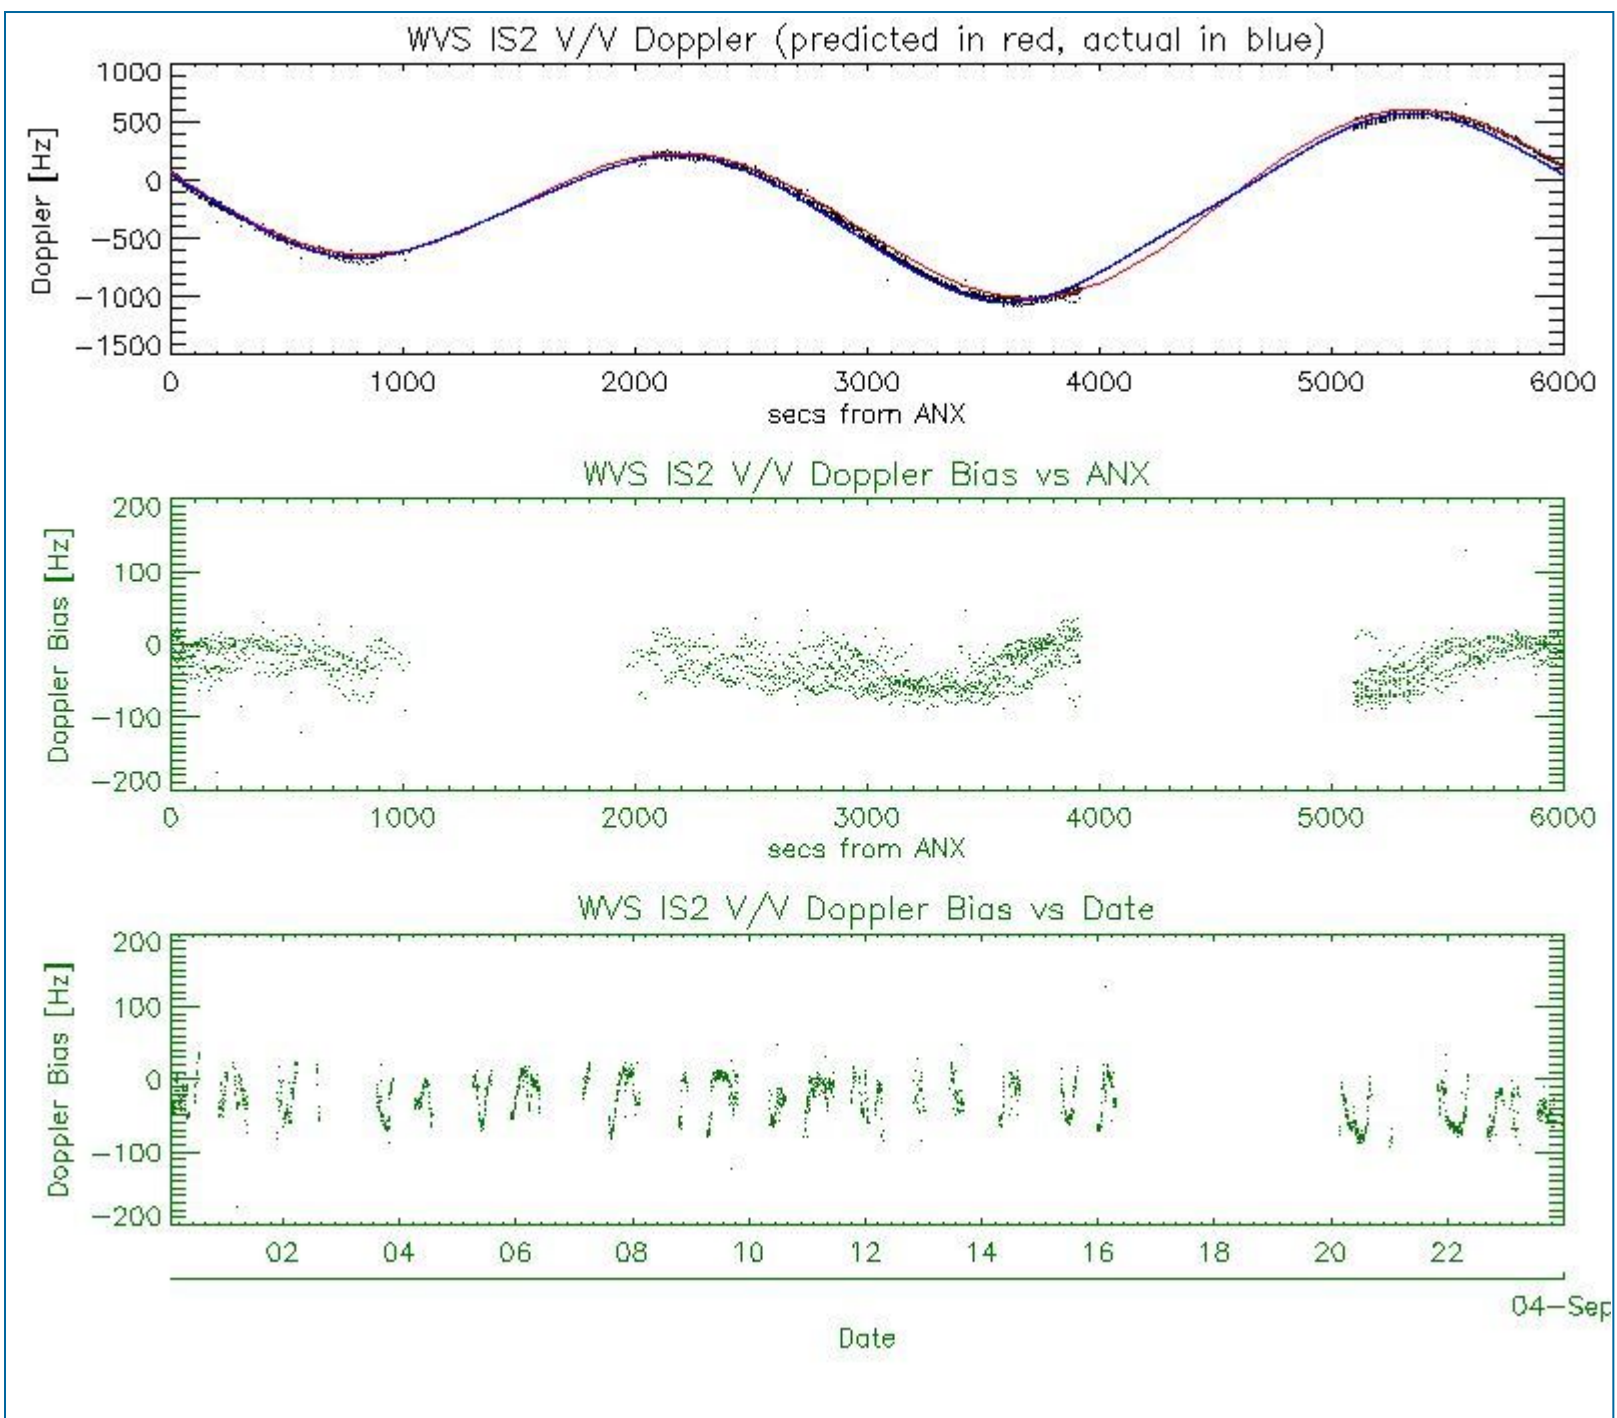 WVS IS2 V/V Doppler (predicted in red, actual in blue)
1000
500
0
-500
-1000
-1500
Doppler [Hz]
0 1000 2000 3000 4000 5000 6000
secs from ANX
WVS IS2 V/V Doppler Bias vs ANX
200
100
0
-100
-200
Doppler Bias [Hz]
0 1000 2000 3000 4000 5000 6000
secs from ANX
WVS IS2 V/V Doppler Bias vs Date
200
100
0
-100
-200
Doppler Bias [Hz]
02 04 06 08 10 12 14 16 18 20 22
04-Sep
Date